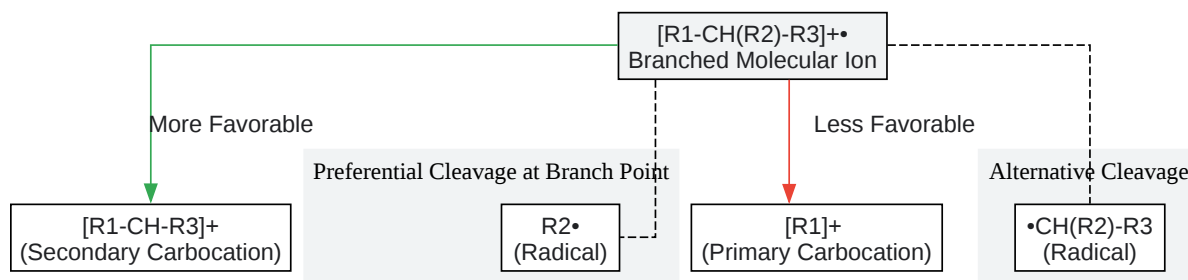 [R1-CH(R2)-R3]+•
Branched Molecular Ion
More Favorable
Less Favorable
Preferential Cleavage at Branch Point
Alternative Cleavage
[R1-CH-R3]+
(Secondary Carbocation)
R2•
(Radical)
[R1]+
(Primary Carbocation)
•CH(R2)-R3
(Radical)